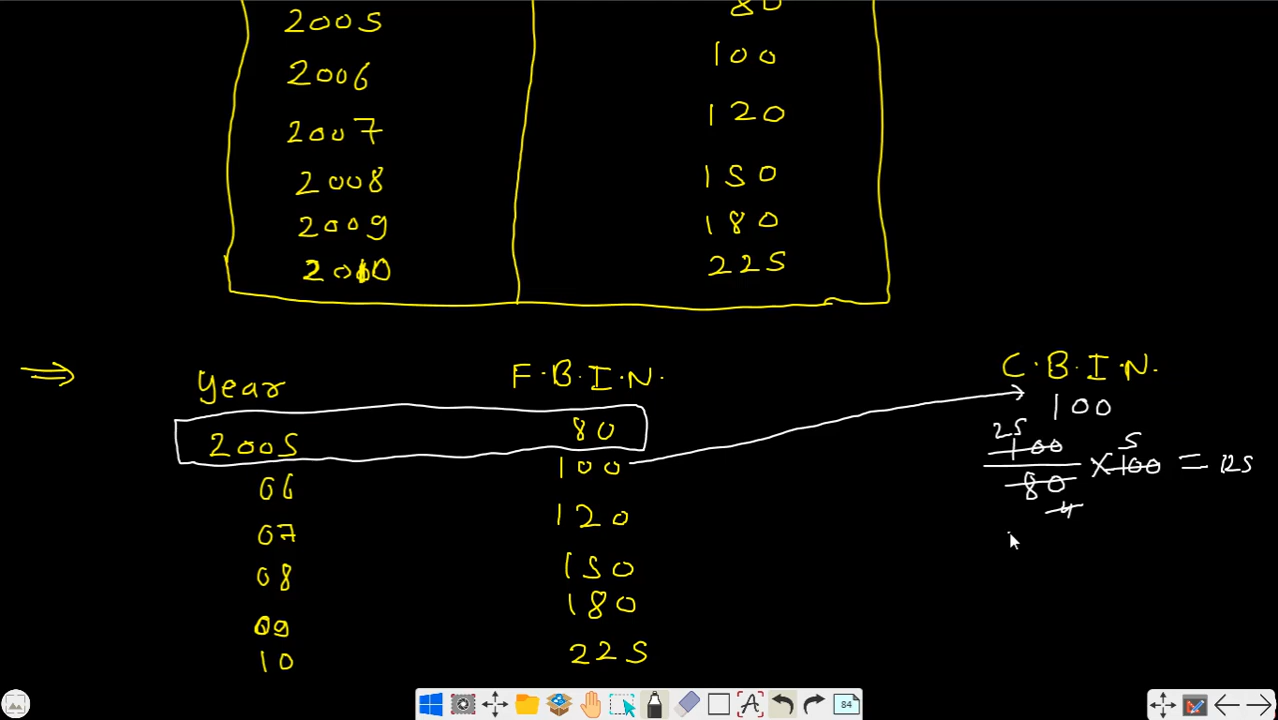 2005 80
2006 100
2007 120
2008 150
2009 180
2010 225
⇒ Year F.B.I.N. C.B.I.N.
2005 80 100
06 100 100/80 × 100 = 125
25 5 4
07 120
08 150
09 180
10 225
84